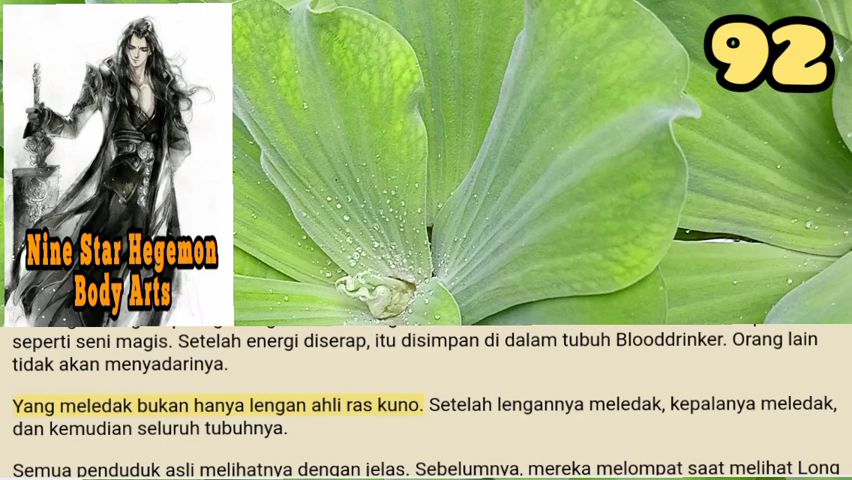 92
Nine Star Hegemon
Body Arts
seperti seni magis. Setelah energi diserap, itu disimpan di dalam tubuh Blooddrinker. Orang lain
tidak akan menyadarinya.
Yang meledak bukan hanya lengan ahli ras kuno. Setelah lengannya meledak, kepalanya meledak,
dan kemudian seluruh tubuhnya.
Semua penduduk asli melihatnya dengan jelas. Sebelumnya, mereka melompat saat melihat Long